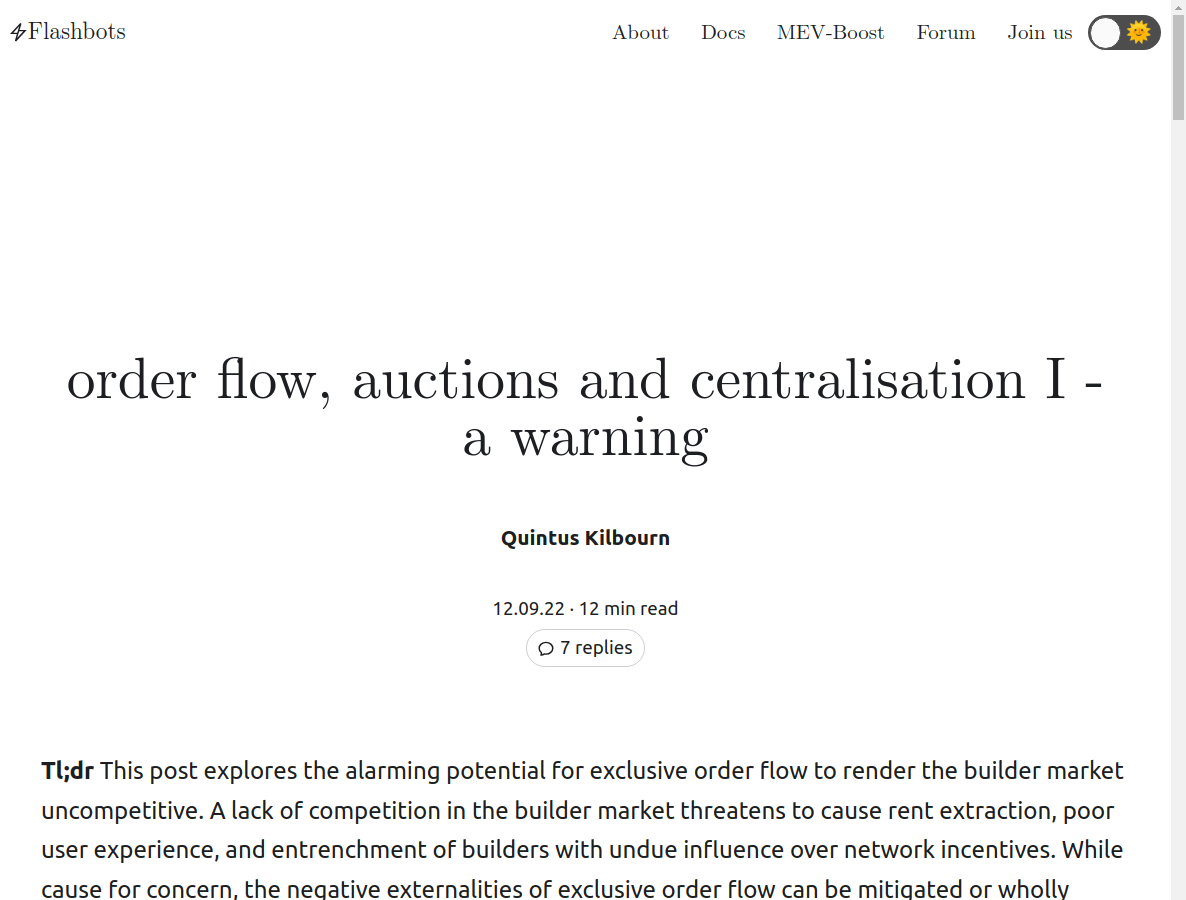 Flashbots
About Docs MEV-Boost Forum Join us
order flow, auctions and centralisation I -
a warning
Quintus Kilbourn
12.09.22 · 12 min read
7 replies
Tl;dr This post explores the alarming potential for exclusive order flow to render the builder market
uncompetitive. A lack of competition in the builder market threatens to cause rent extraction, poor
user experience, and entrenchment of builders with undue influence over network incentives. While
cause for concern, the negative externalities of exclusive order flow can be mitigated or wholly